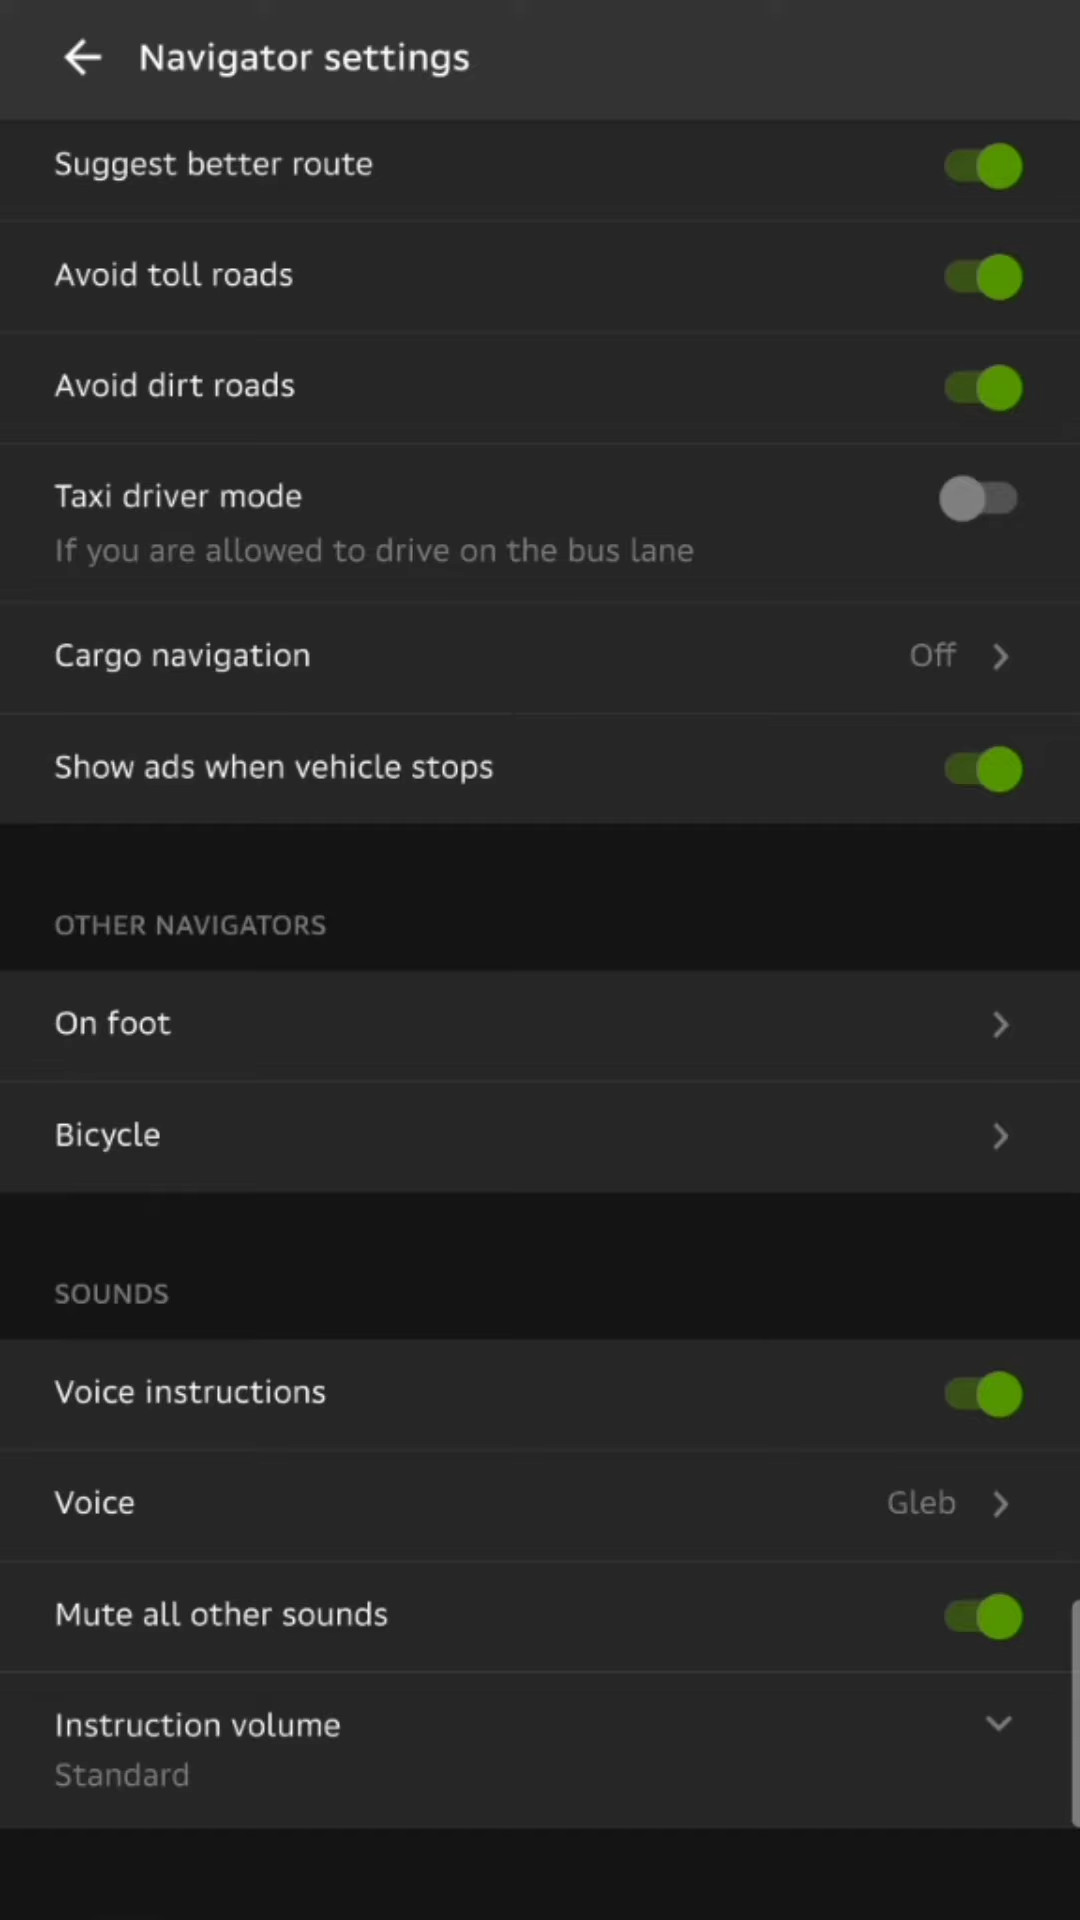 Navigator settings
Suggest better route
Avoid toll roads
Avoid dirt roads
Taxi driver mode
If you are allowed to drive on the bus lane
Cargo navigation Off
Show ads when vehicle stops
OTHER NAVIGATORS
On foot
Bicycle
SOUNDS
Voice instructions
Voice Gleb
Mute all other sounds
Instruction volume
Standard